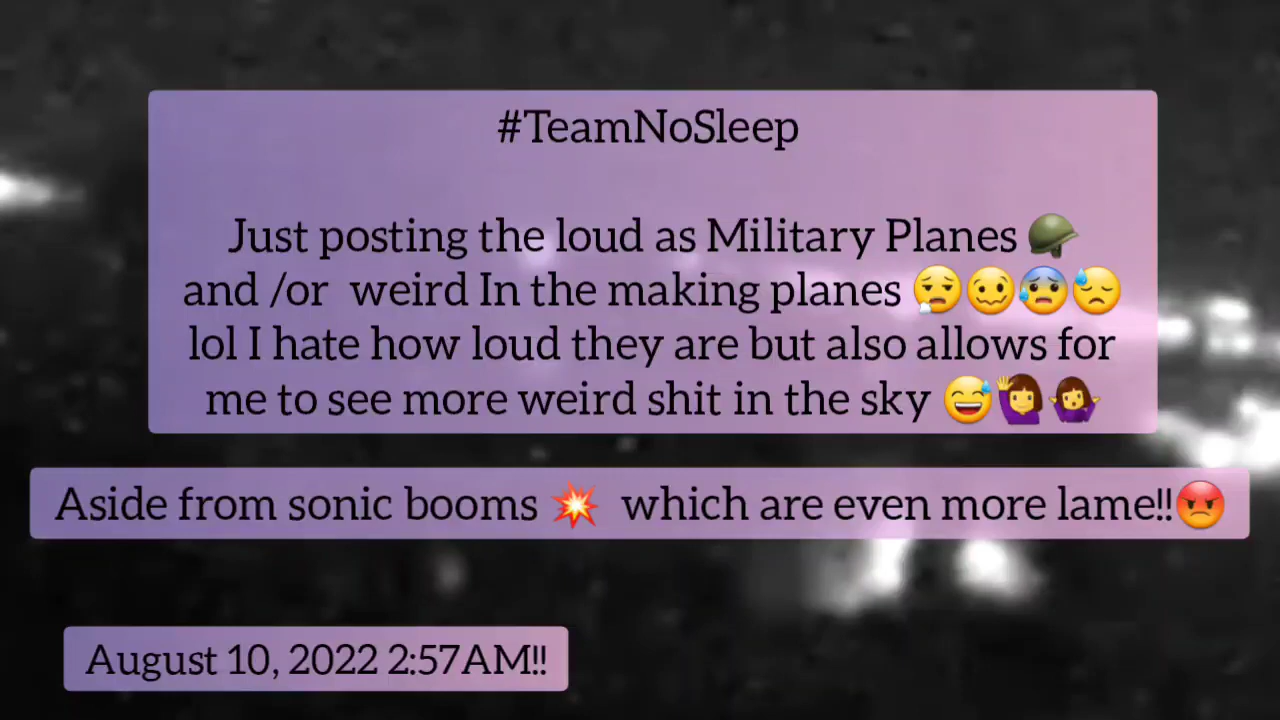 #TeamNoSleep
Just posting the loud as Military Planes 🪖
and /or weird In the making planes 😮‍💨🥴😰😓
lol I hate how loud they are but also allows for
me to see more weird shit in the sky 😅🙋‍♀️🤷‍♀️
Aside from sonic booms 💥 which are even more lame!!😡
August 10, 2022 2:57AM!!